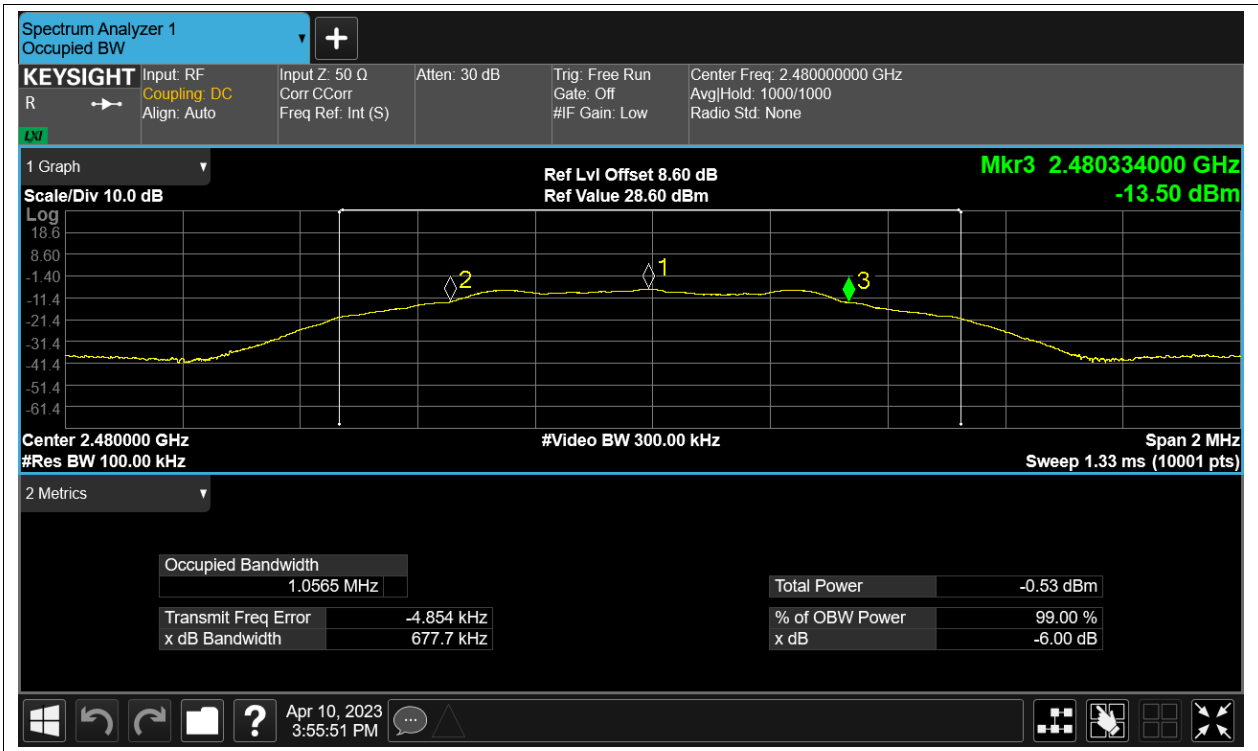 Spectrum Analyzer 1
Occupied BW
KEYSIGHT
R
LXI
Input: RF
Coupling: DC
Align: Auto
Input Z: 50 Ω
Corr CCorr
Freq Ref: Int (S)
Atten: 30 dB
Trig: Free Run
Gate: Off
#IF Gain: Low
Center Freq: 2.480000000 GHz
Avg|Hold: 1000/1000
Radio Std: None
1 Graph
Scale/Div 10.0 dB
Ref Lvl Offset 8.60 dB
Ref Value 28.60 dBm
Mkr3 2.480334000 GHz
-13.50 dBm
Log
18.6
8.60
-1.40
-11.4
-21.4
-31.4
-41.4
-51.4
-61.4
2
1
3
Center 2.480000 GHz
#Res BW 100.00 kHz
#Video BW 300.00 kHz
Span 2 MHz
Sweep 1.33 ms (10001 pts)
2 Metrics
Occupied Bandwidth
1.0565 MHz
Transmit Freq Error -4.854 kHz
x dB Bandwidth 677.7 kHz
Total Power -0.53 dBm
% of OBW Power 99.00 %
x dB -6.00 dB
?
Apr 10, 2023
3:55:51 PM